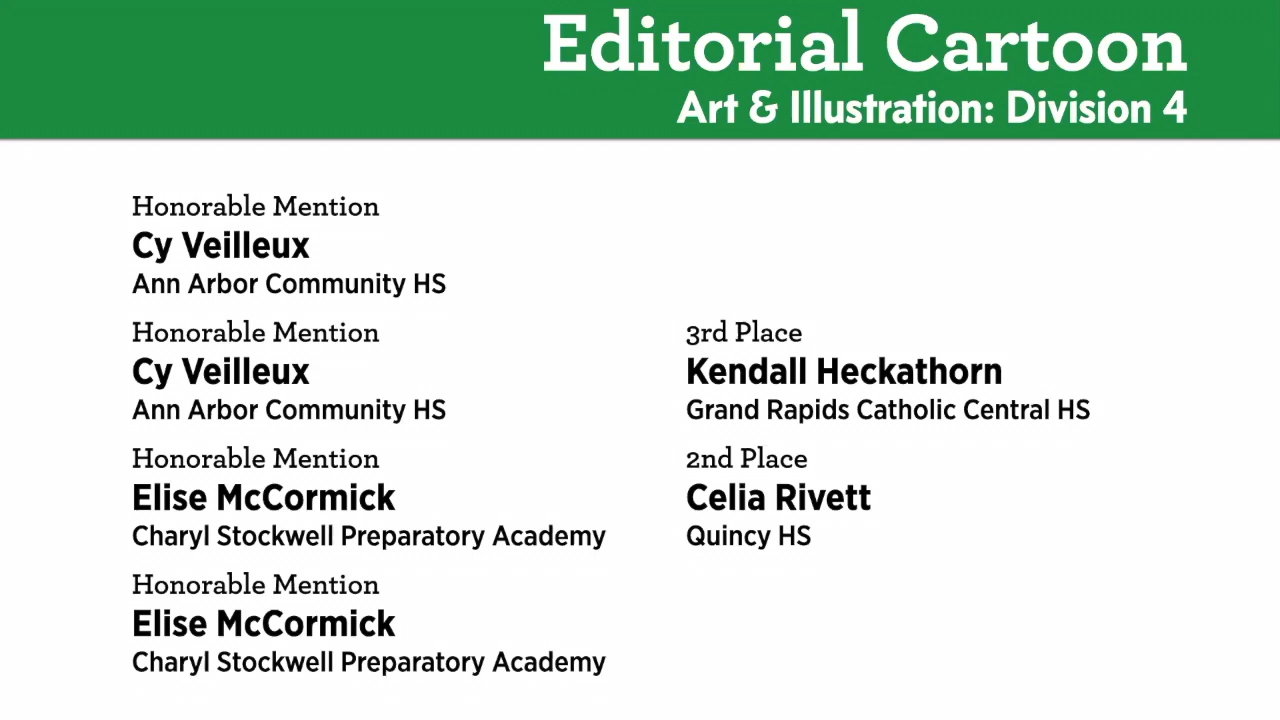 Editorial Cartoon
Art & Illustration: Division 4
Honorable Mention
Cy Veilleux
Ann Arbor Community HS
Honorable Mention
Cy Veilleux
Ann Arbor Community HS
Honorable Mention
Elise McCormick
Charyl Stockwell Preparatory Academy
Honorable Mention
Elise McCormick
Charyl Stockwell Preparatory Academy
3rd Place
Kendall Heckathorn
Grand Rapids Catholic Central HS
2nd Place
Celia Rivett
Quincy HS